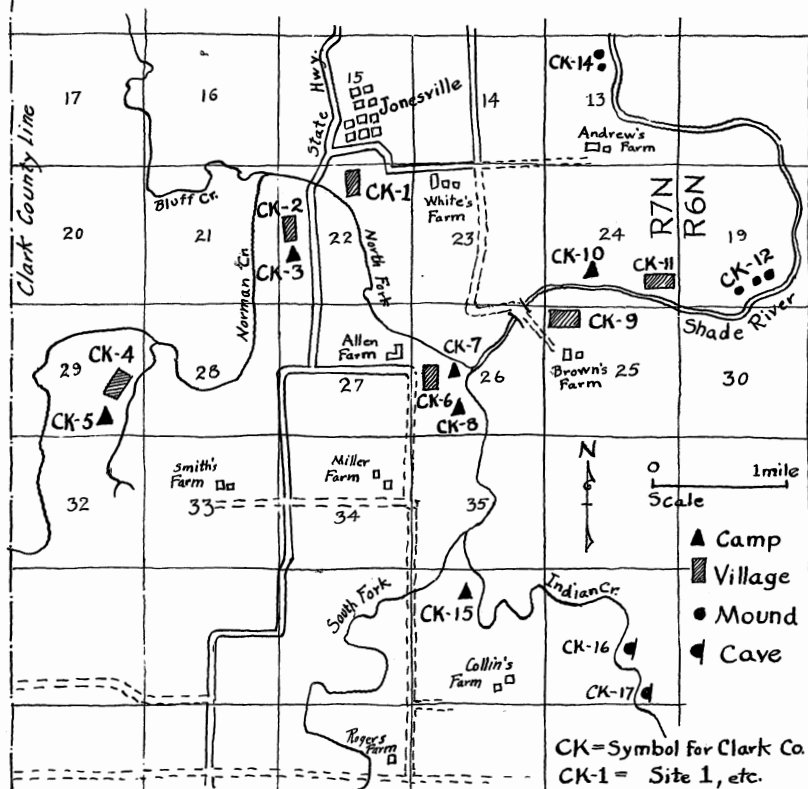 17
16
State Hwy.
15
Jonesville
14
CK-14
13
Andrew's
Farm
Clark County Line
Bluff Cr.
CK-1
White's
Farm
R7N
R6N
20
21
CK-2
CK-3
22
North Fork
23
24
19
CK-10
CK-11
CK-12
Norman Cn
Shade River
CK-9
Allen
Farm
CK-7
29
CK-4
28
27
CK-6
26
Brown's
Farm
25
30
CK-5
CK-8
Smith's
Farm
Miller
Farm
N
0 1mile
Scale
32
33
34
35
Camp
Village
Mound
Cave
South Fork
CK-15
Indian Cr.
CK-16
Collin's
Farm
CK-17
Rogers
Farm
CK=Symbol for Clark Co.
CK-1 = Site 1, etc.